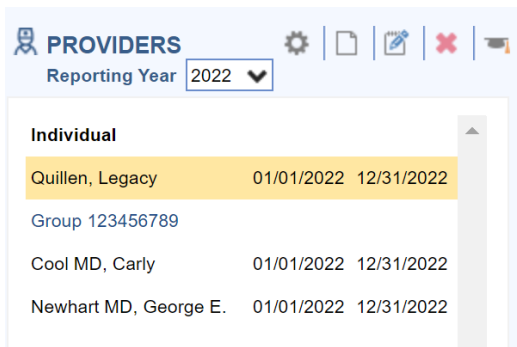 PROVIDERS
Reporting Year 2022
Individual
Quillen, Legacy 01/01/2022 12/31/2022
Group 123456789
Cool MD, Carly 01/01/2022 12/31/2022
Newhart MD, George E. 01/01/2022 12/31/2022